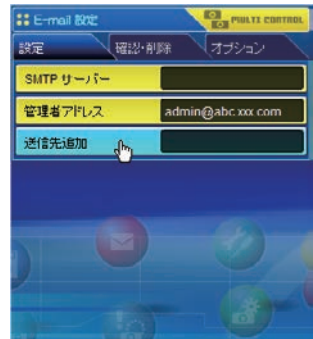 E-mail 設定
MULTI CONTROL
設定 確認・削除 オプション
SMTP サーバー
管理者アドレス admin@abc.xxx.com
送信先追加